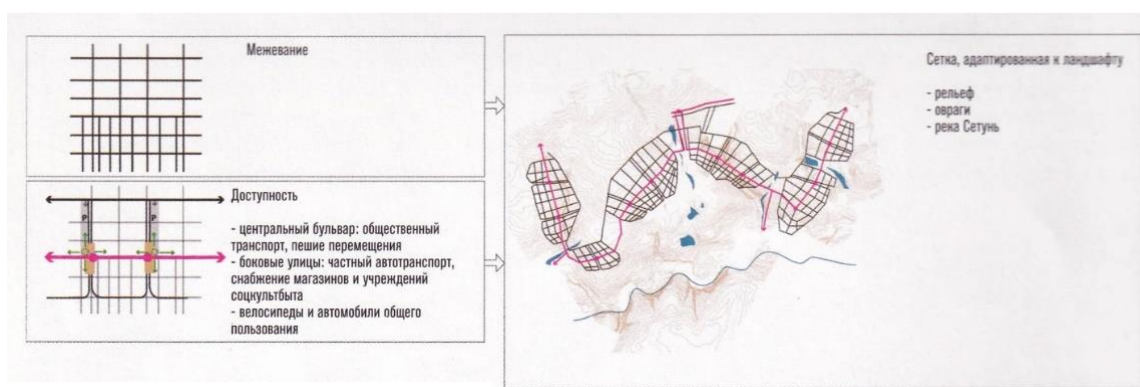 Межевание
Доступность
Р
Р
- центральный бульвар: общественный
транспорт, пешие перемещения
- боковые улицы: частный автотранспорт,
снабжение магазинов и учреждений
соцкультбыта
- велосипеды и автомобили общего
пользования
Сетка, адаптированная к ландшафту
- рельеф
- овраги
- река Сетунь